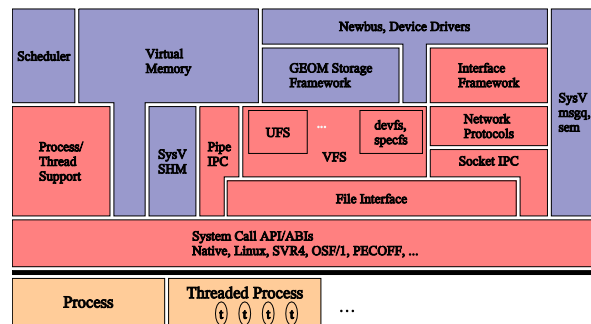 Newbus, Device Drivers
Scheduler
Virtual
Memory
GEOM Storage
Framework
Interface
Framework
SysV
msgq,
sem
Process/
Thread
Support
SysV
SHM
Pipe
IPC
UFS
...
devfs,
specfs
VFS
Network
Protocols
Socket IPC
File Interface
System Call API/ABIs
Native, Linux, SVR4, OSF/1, PECOFF, ...
Process
Threaded Process
t t t t
...